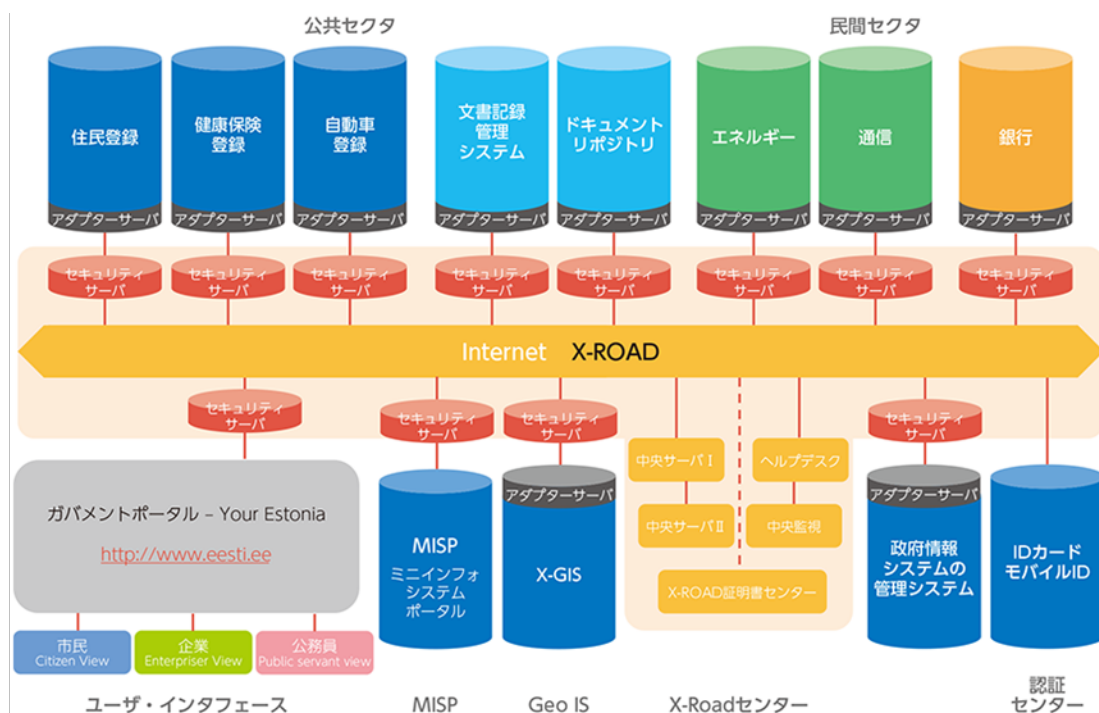 公共セクタ
民間セクタ
住民登録
健康保険
登録
自動車
登録
文書記録
管理
システム
ドキュメント
リポジトリ
エネルギー
通信
銀行
アダプターサーバ
アダプターサーバ
アダプターサーバ
アダプターサーバ
アダプターサーバ
アダプターサーバ
アダプターサーバ
アダプターサーバ
セキュリティ
サーバ
セキュリティ
サーバ
セキュリティ
サーバ
セキュリティ
サーバ
セキュリティ
サーバ
セキュリティ
サーバ
セキュリティ
サーバ
セキュリティ
サーバ
Internet X-ROAD
セキュリティ
サーバ
セキュリティ
サーバ
セキュリティ
サーバ
セキュリティ
サーバ
ガバメントポータル – Your Estonia
http://www.eesti.ee
市民
Citizen View
企業
Enterpriser View
公務員
Public servant view
MISP
ミニインフォ
システム
ポータル
アダプターサーバ
X-GIS
中央サーバ I
ヘルプデスク
中央サーバ II
中央監視
X-ROAD証明書センター
アダプターサーバ
政府情報
システムの
管理システム
IDカード
モバイルID
ユーザ・インタフェース
MISP
Geo IS
X-Roadセンター
認証
センター